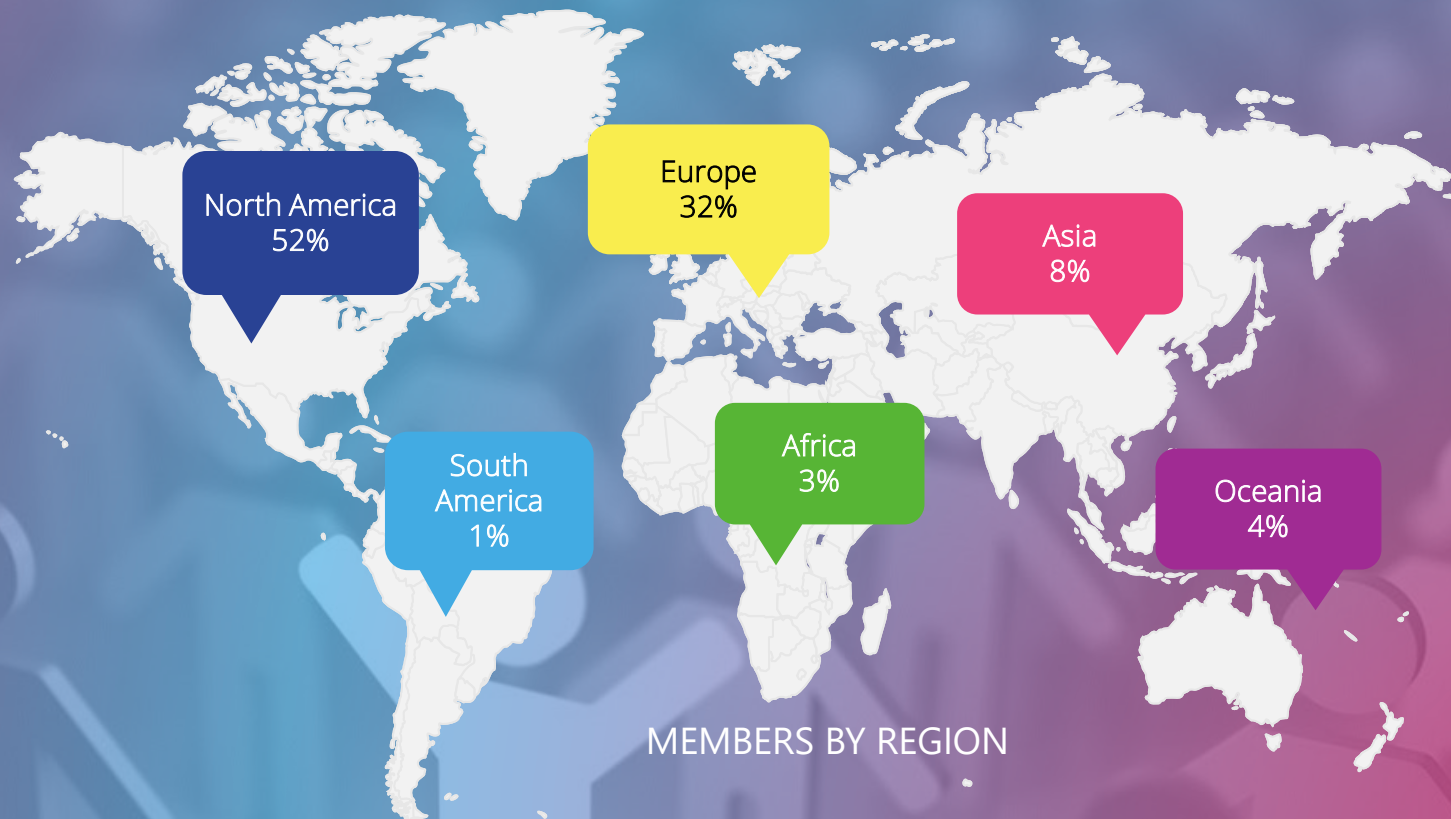 North America
52%
Europe
32%
Asia
8%
South
America
1%
Africa
3%
Oceania
4%
MEMBERS BY REGION